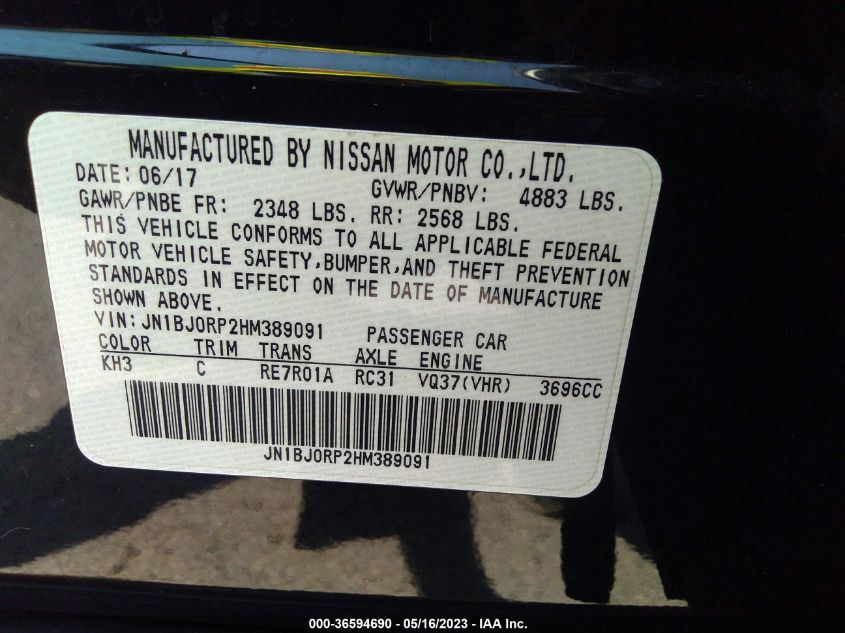 MANUFACTURED BY NISSAN MOTOR CO.,LTD.
DATE: 06/17 GVWR/PNBV: 4883 LBS.
GAWR/PNBE FR: 2348 LBS. RR: 2568 LBS.
THIS VEHICLE CONFORMS TO ALL APPLICABLE FEDERAL
MOTOR VEHICLE SAFETY,BUMPER,AND THEFT PREVENTION
STANDARDS IN EFFECT ON THE DATE OF MANUFACTURE
SHOWN ABOVE.
VIN:JN1BJ0RP2HM389091 PASSENGER CAR
COLOR TRIM TRANS AXLE ENGINE
KH3 C RE7R01A RC31 VQ37(VHR) 3696CC
JN1BJ0RP2HM389091
000-36594690 - 05/16/2023 - IAA Inc.